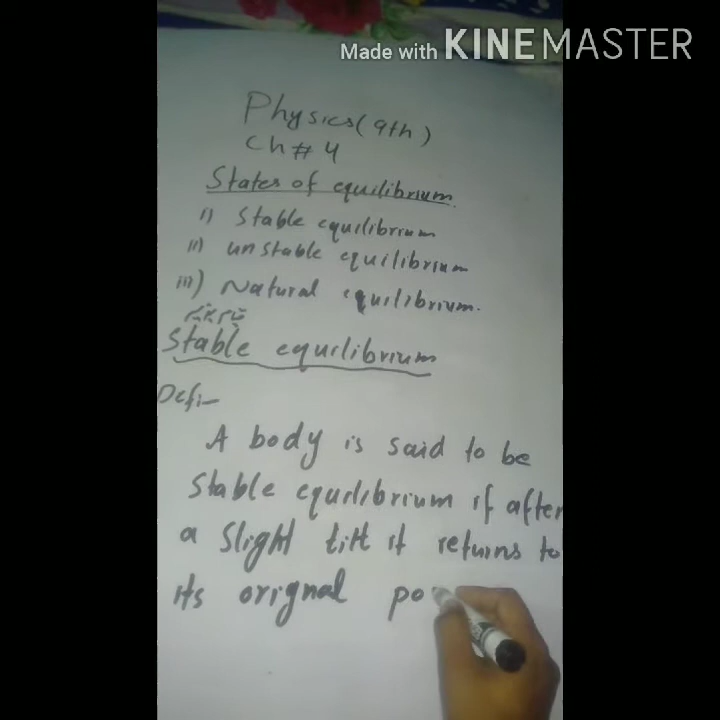 Made with KINEMASTER
Physics(9th)
Ch # 4
States of equilibrium.
i) Stable equilibrium
ii) unstable equilibrium
iii) Natural equilibrium.
Stable equilibrium
Defi-
A body is said to be
Stable equilibrium if after
a slight tilt it returns to
its orignal po